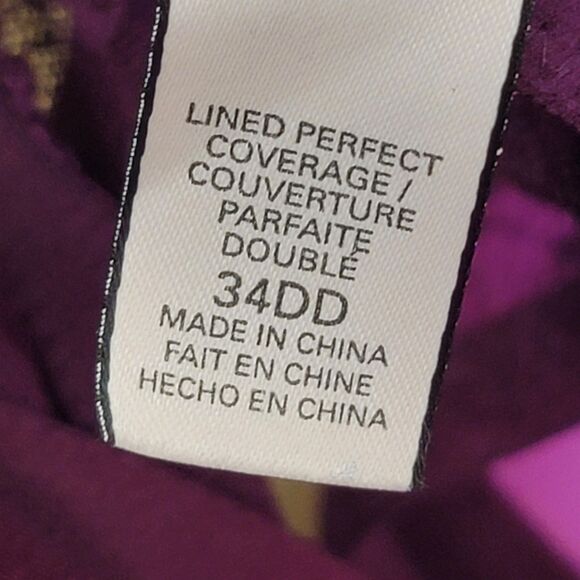 LINED PERFECT
COVERAGE /
COUVERTURE
PARFAITE
DOUBLÉ
34DD
MADE IN CHINA
FAIT EN CHINE
HECHO EN CHINA